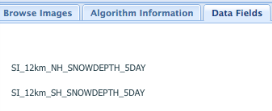 Browse Images Algorithm Information Data Fields
SI_12km_NH_SNOWDEPTH_5DAY
SI_12km_SH_SNOWDEPTH_5DAY